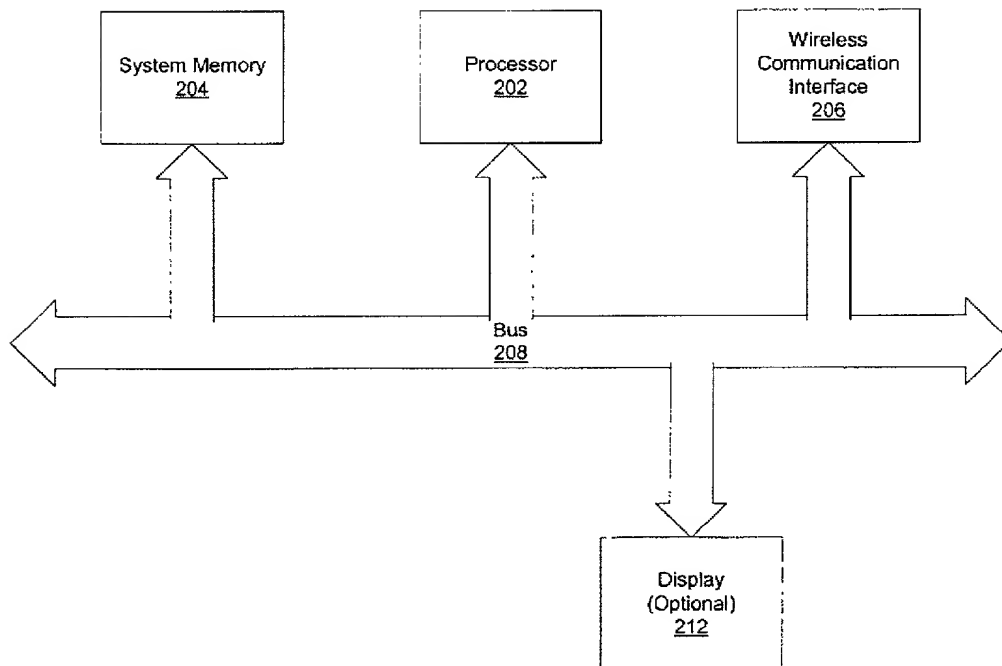 System Memory
204
Processor
202
Wireless
Communication
Interface
206
Bus
208
Display
(Optional)
212